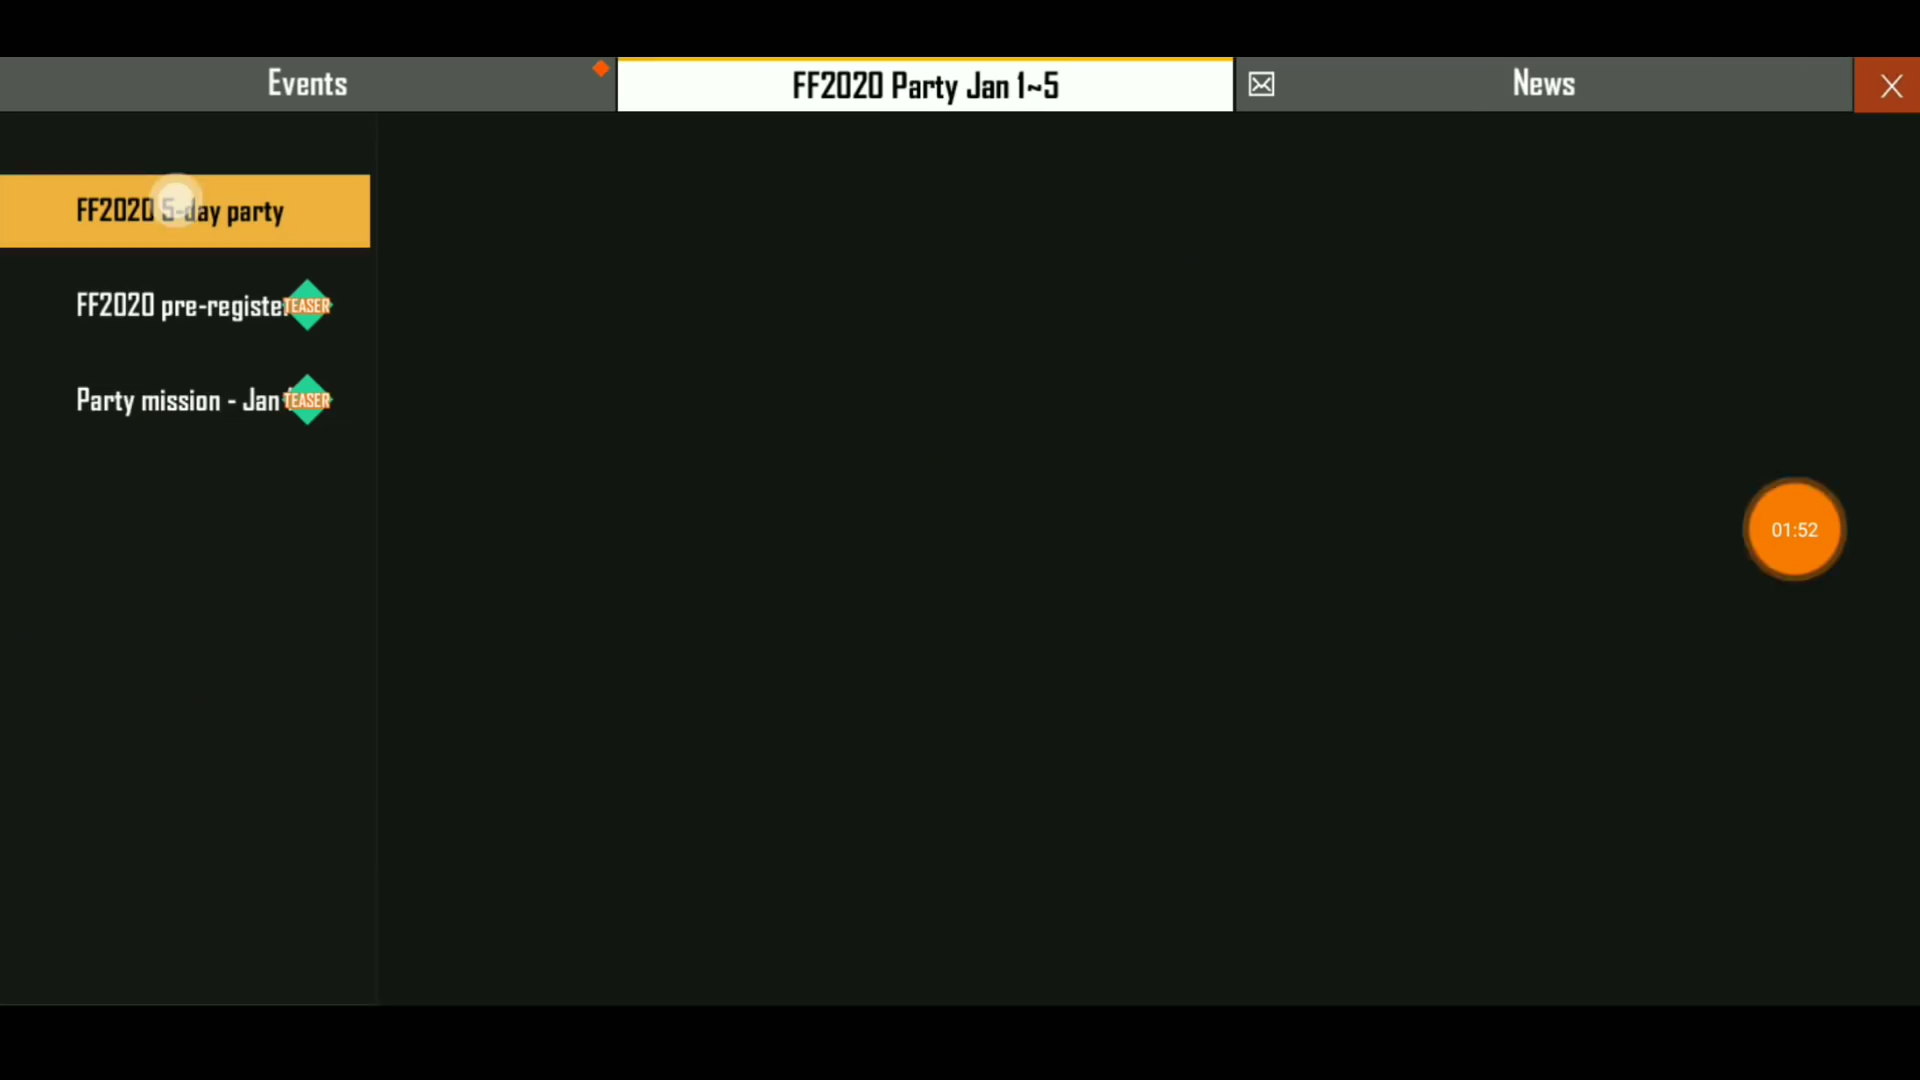 Events
FF2020 Party Jan 1~5
News
FF2020 5-day party
FF2020 pre-registe
TEASER
Party mission - Jan
TEASER
01:52